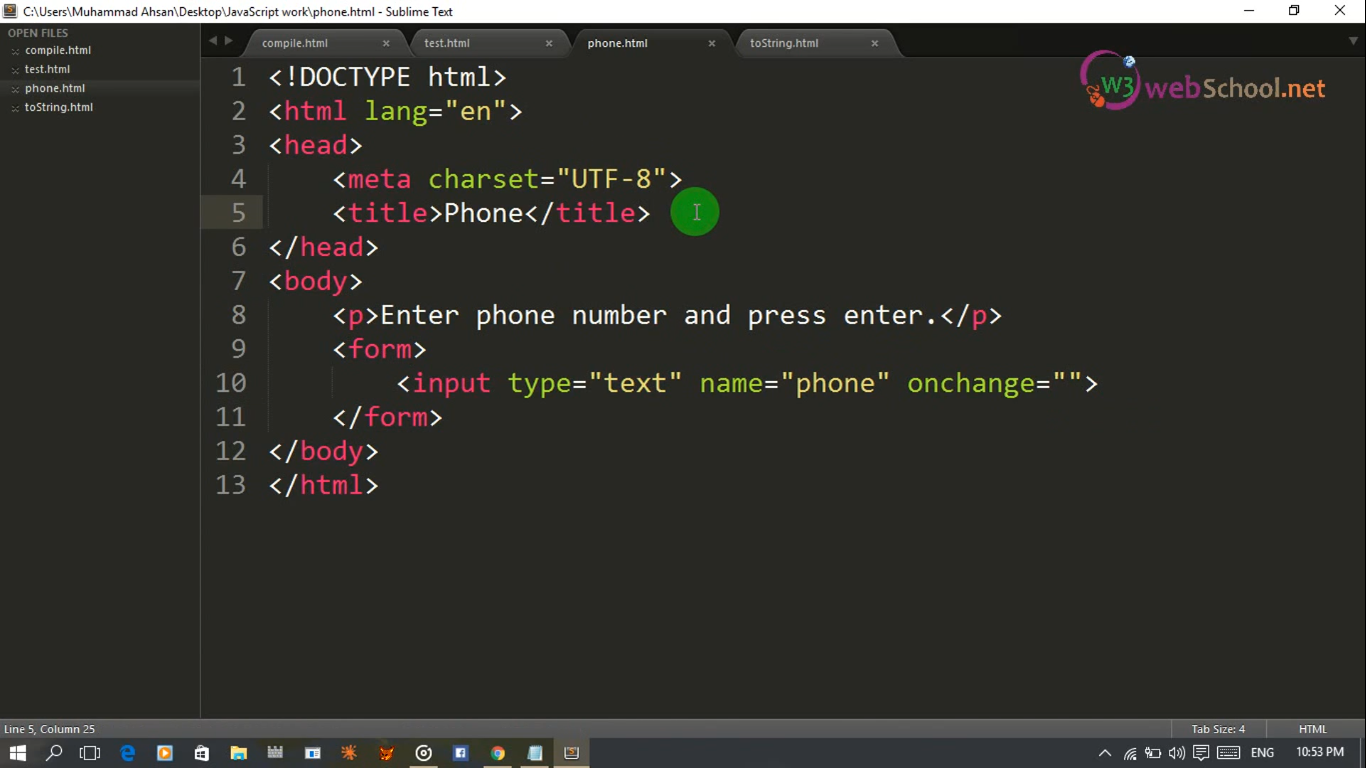 C:\Users\Muhammad Ahsan\Desktop\JavaScript work\phone.html - Sublime Text
OPEN FILES
compile.html
test.html
phone.html
toString.html
compile.html
test.html
phone.html
toString.html
W3 webSchool.net
1 <!DOCTYPE html>
2 <html lang="en">
3 <head>
4 <meta charset="UTF-8">
5 <title>Phone</title>
6 </head>
7 <body>
8 <p>Enter phone number and press enter.</p>
9 <form>
10 <input type="text" name="phone" onchange="">
11 </form>
12 </body>
13 </html>
Line 5, Column 25
Tab Size: 4
HTML
ENG
10:53 PM